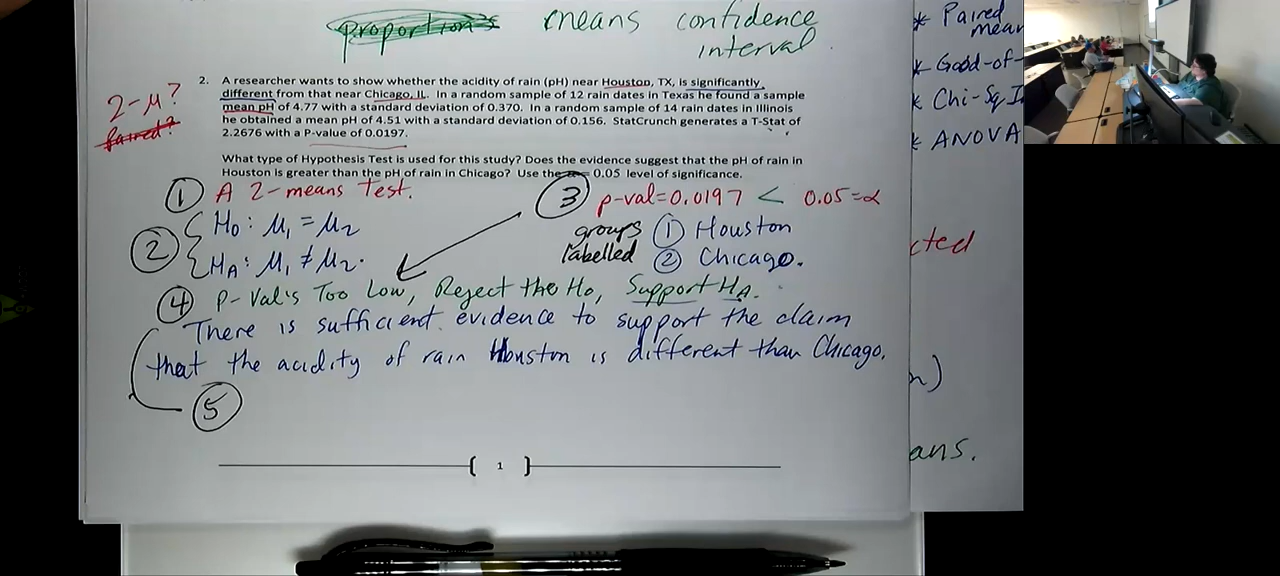 proportion's means confidence
interval.
2. A researcher wants to show whether the acidity of rain (pH) near Houston, TX, is significantly
different from that near Chicago, IL. In a random sample of 12 rain dates in Texas he found a sample
mean pH of 4.77 with a standard deviation of 0.370. In a random sample of 14 rain dates in Illinois
he obtained a mean pH of 4.51 with a standard deviation of 0.156. StatCrunch generates a T-Stat of
2.2676 with a P-value of 0.0197.
2-μ?
paired?
What type of Hypothesis Test is used for this study? Does the evidence suggest that the pH of rain in
Houston is greater than the pH of rain in Chicago? Use the 0.05 level of significance.
① A 2-means Test.
② { H₀: μ₁ = μ₂
{ Hₐ: μ₁ ≠ μ₂.
③ p-val=0.0197 < 0.05=α
groups ① Houston
labelled ② Chicago.
④ P-Val's Too Low, Reject the H₀, Support Hₐ.
There is sufficient evidence to support the claim
that the acidity of rain Houston is different than Chicago.
⑤
{ 1 }
* Paired
mean
* Good-of-
* Chi-Sq I
* ANOVA
cted
n)
ans.